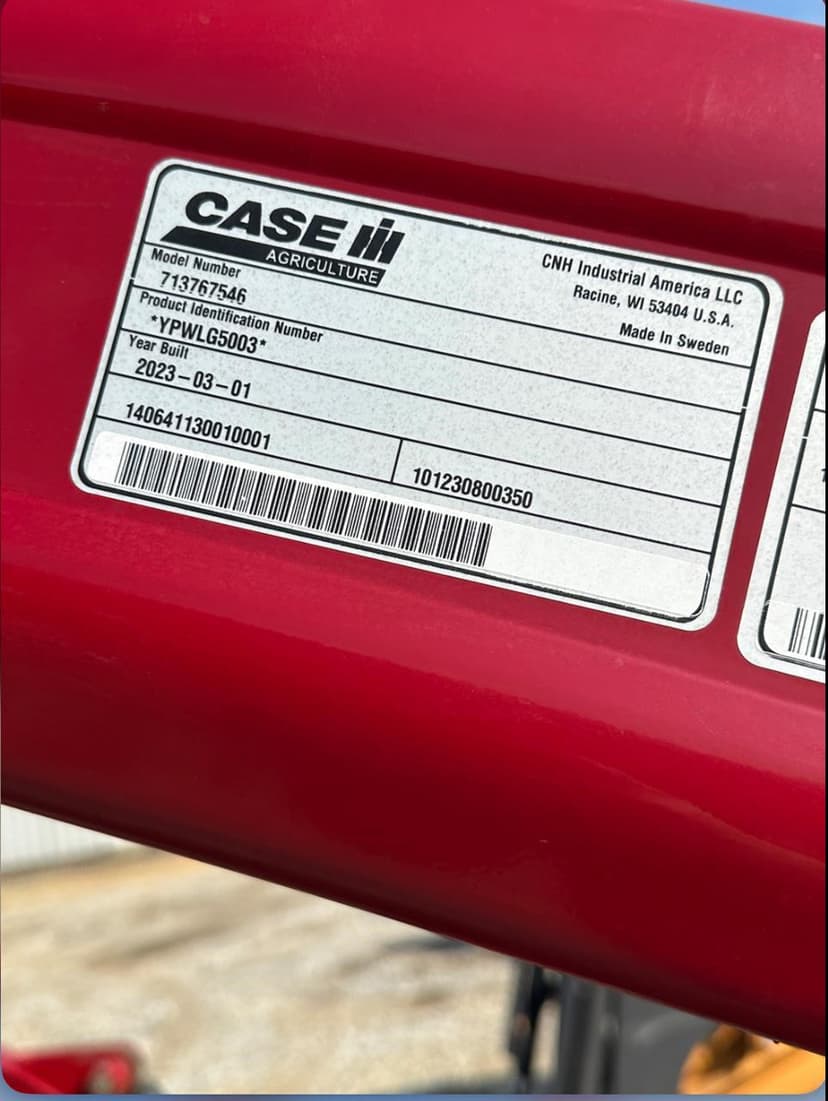 CASE IH
AGRICULTURE
CNH Industrial America LLC
Racine, WI 53404 U.S.A.
Made In Sweden
Model Number
713767546
Product Identification Number
*YPWLG5003*
Year Built
2023-03-01
140641130010001
101230800350